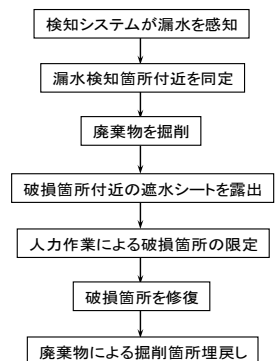 検知システムが漏水を感知
漏水検知箇所付近を同定
廃棄物を掘削
破損箇所付近の遮水シートを露出
人力作業による破損箇所の限定
破損箇所を修復
廃棄物による掘削箇所埋戻し